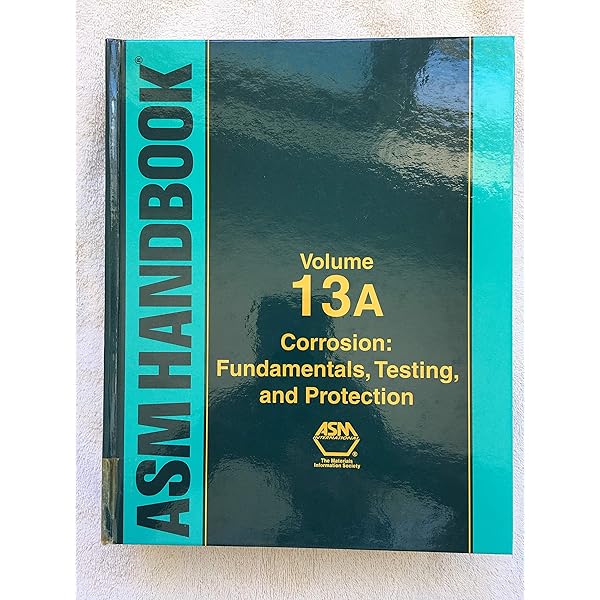 ASM HANDBOOK®
Volume
13A
Corrosion:
Fundamentals, Testing,
and Protection
ASM
INTERNATIONAL
®
The Materials
Information Society